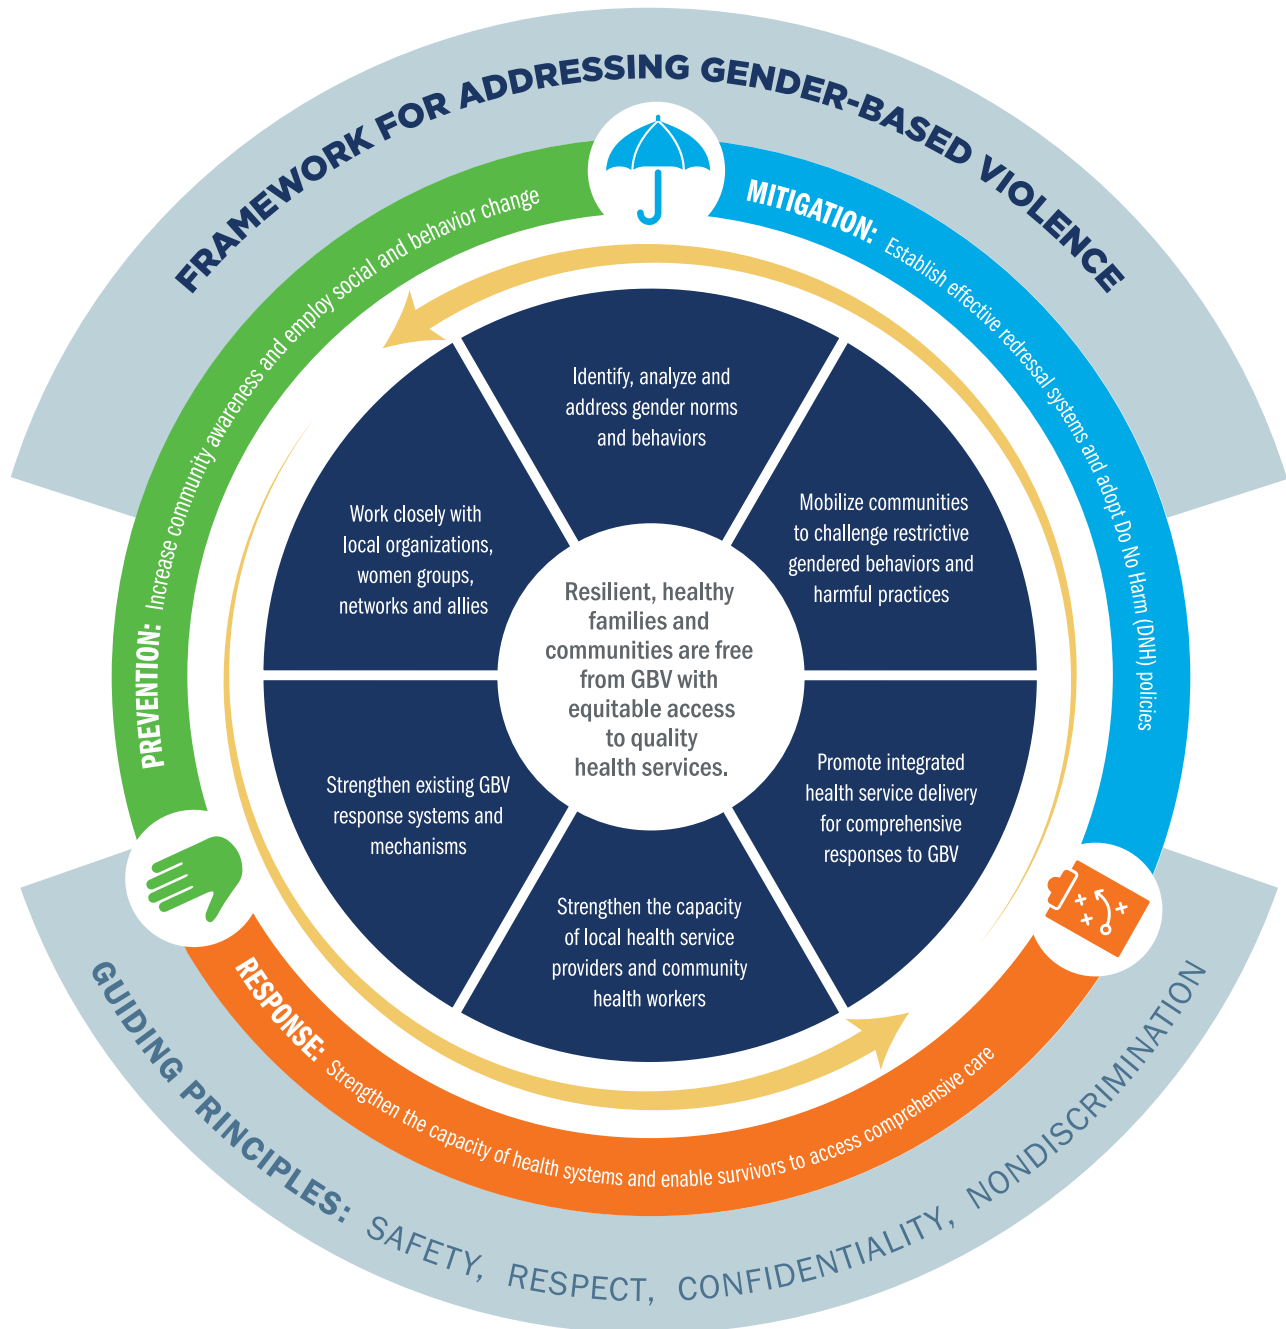 FRAMEWORK FOR ADDRESSING GENDER-BASED VIOLENCE
PREVENTION: Increase community awareness and employ social and behavior change
MITIGATION: Establish effective redressal systems and adopt Do No Harm (DNH) policies
Identify, analyze and
address gender norms
and behaviors
Mobilize communities
to challenge restrictive
gendered behaviors and
harmful practices
Promote integrated
health service delivery
for comprehensive
responses to GBV
Strengthen the capacity
of local health service
providers and community
health workers
Strengthen existing GBV
response systems and
mechanisms
Work closely with
local organizations,
women groups,
networks and allies
Resilient, healthy
families and
communities are free
from GBV with
equitable access
to quality
health services.
RESPONSE: Strengthen the capacity of health systems and enable survivors to access comprehensive care
GUIDING PRINCIPLES: SAFETY, RESPECT, CONFIDENTIALITY, NONDISCRIMINATION